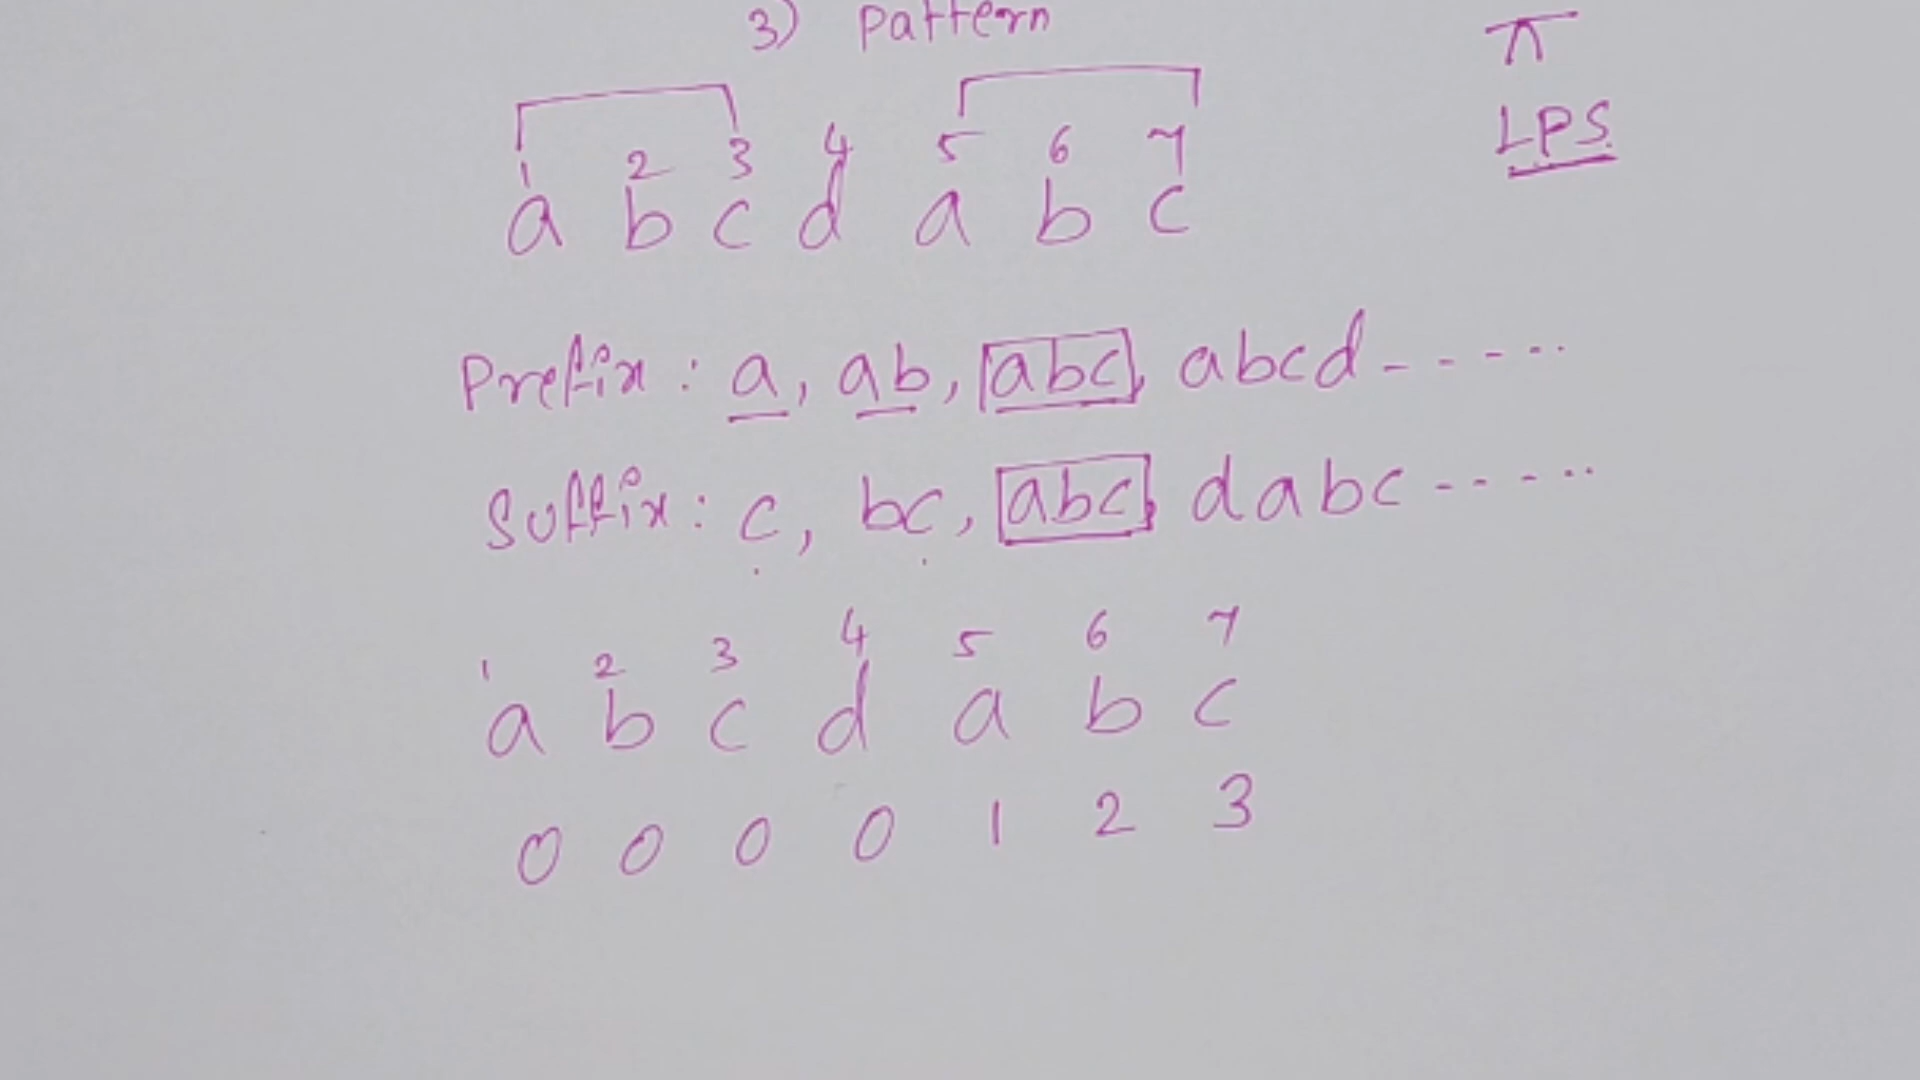 3) Pattern
π
LPS
1 2 3 4 5 6 7
a b c d a b c
Prefix : a, ab, abc, abcd - - - - ..
Suffix : c, bc, abc, dabc - - - - ..
1 2 3 4 5 6 7
a b c d a b c
0 0 0 0 1 2 3